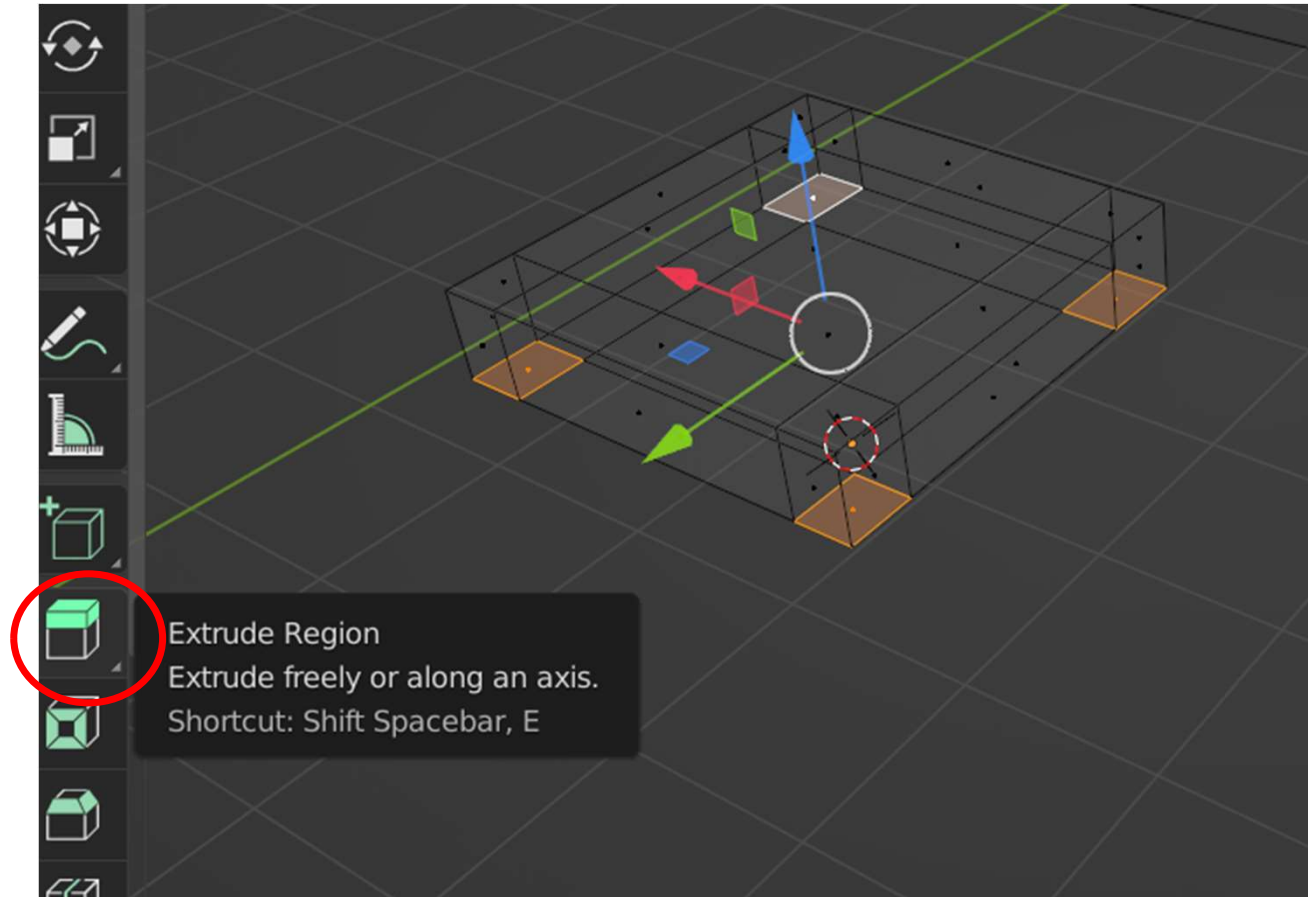 Extrude Region
Extrude freely or along an axis.
Shortcut: Shift Spacebar, E